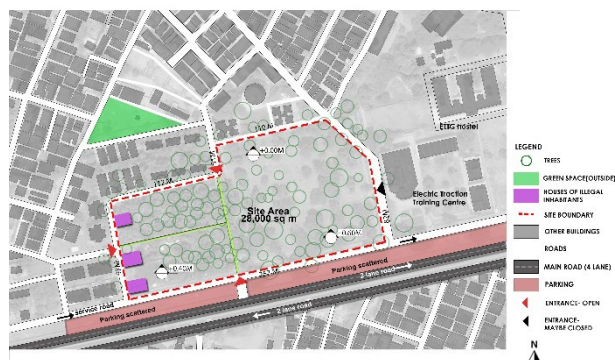 ETTC hostel
110 M
+0.00M
112 M
Electric Traction
Training Centre
Site Area
28,000 sq m
-0.60M
+0.40M
Service road
Parking scattered
2 lane road
Parking scattered
2 lane road
LEGEND
TREES
GREEN SPACE(OUTSIDE)
HOUSES OF ILLEGAL
INHABITANTS
SITE BOUNDARY
OTHER BUILDINGS
ROADS
MAIN ROAD (4 LANE)
PARKING
ENTRANCE- OPEN
ENTRANCE-
MAYBE CLOSED
N